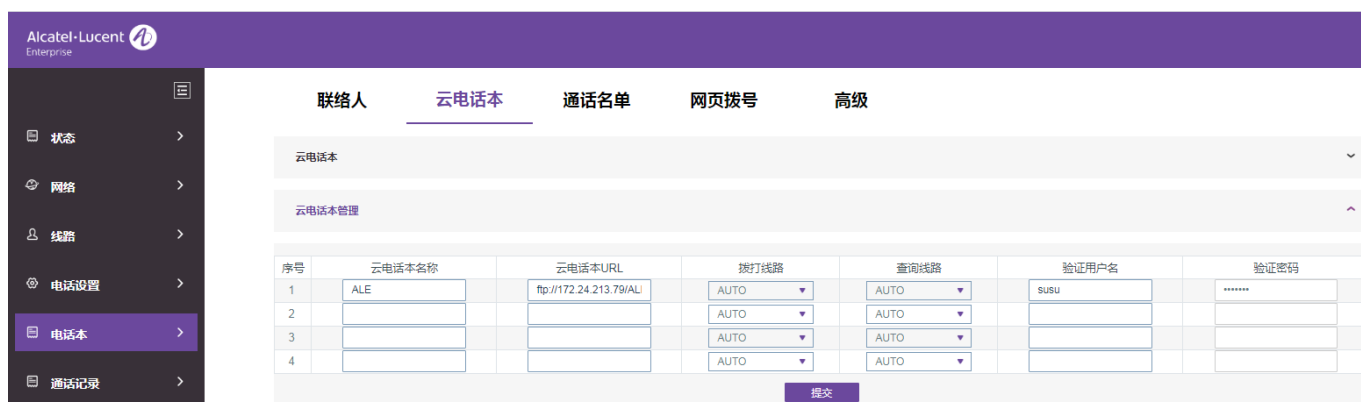 Alcatel·Lucent
Enterprise
联络人 云电话本 通话名单 网页拨号 高级
状态
云电话本
网络
云电话本管理
线路
序号 云电话本名称 云电话本URL 拨打线路 查询线路 验证用户名 验证密码
电话设置
1 ALE ftp://172.24.213.79/ALI AUTO AUTO susu •••••••
2 AUTO AUTO
电话本
3 AUTO AUTO
4 AUTO AUTO
通话记录
提交